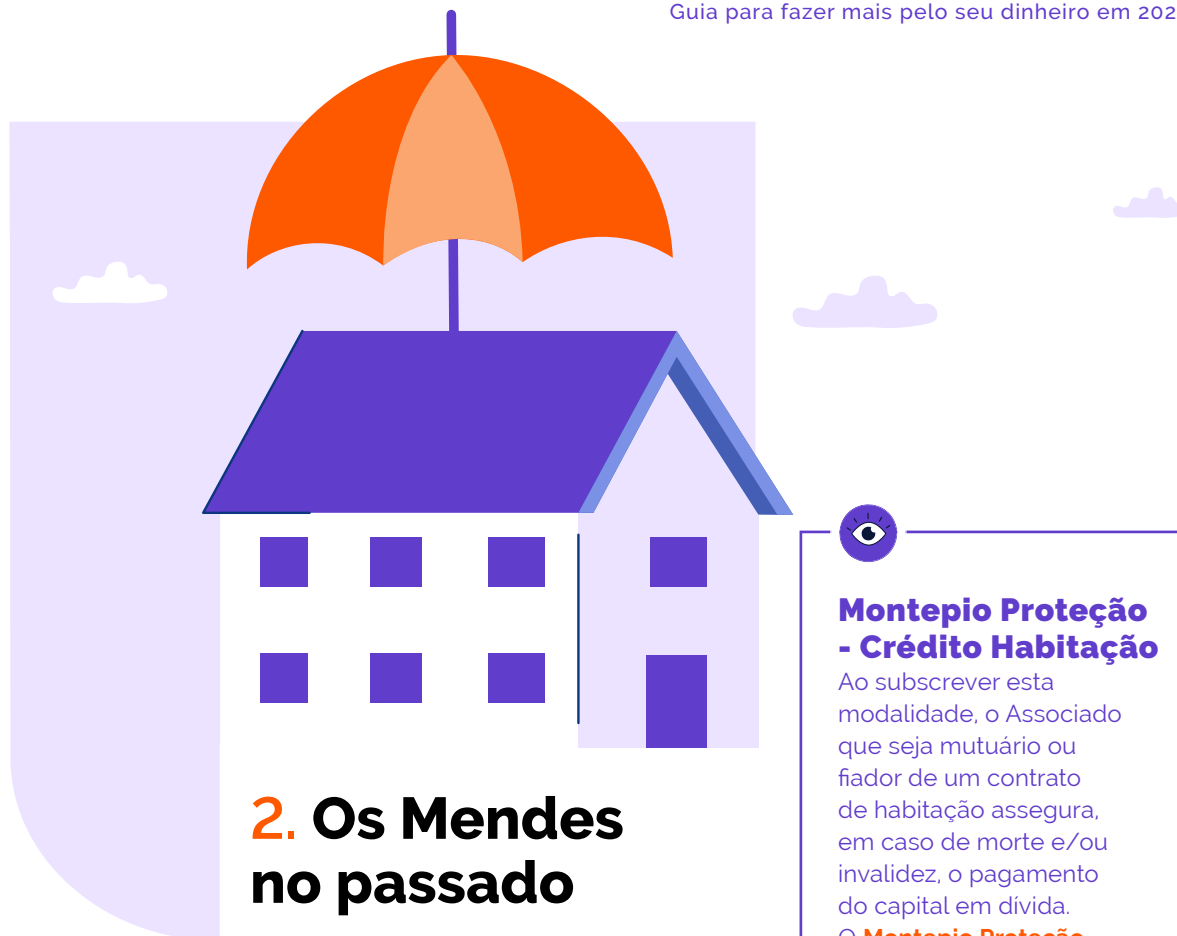 Guia para fazer mais pelo seu dinheiro em 202
2. Os Mendes
no passado
Montepio Proteção
- Crédito Habitação
Ao subscrever esta
modalidade, o Associado
que seja mutuário ou
fiador de um contrato
de habitação assegura,
em caso de morte e/ou
invalidez, o pagamento
do capital em dívida.
O Montepio Proteção